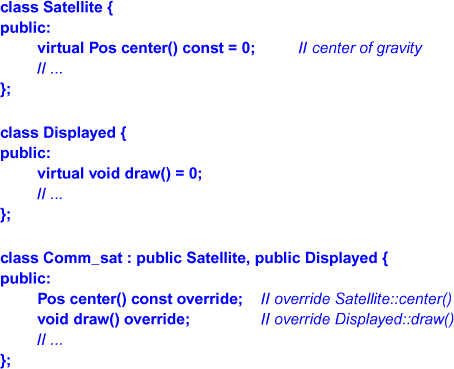 class Satellite {
public:
virtual Pos center() const = 0; // center of gravity
// ...
};
class Displayed {
public:
virtual void draw() = 0;
// ...
};
class Comm_sat : public Satellite, public Displayed {
public:
Pos center() const override; // override Satellite::center()
void draw() override; // override Displayed::draw()
// ...
};